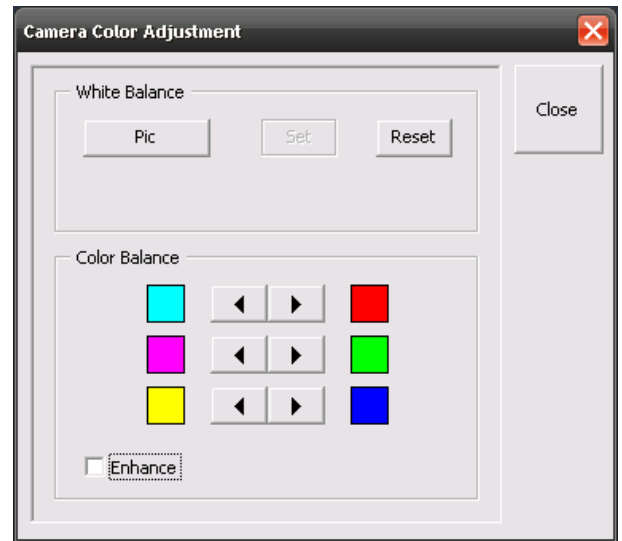 Camera Color Adjustment
White Balance
Close
Pic Set Reset
Color Balance
Enhance